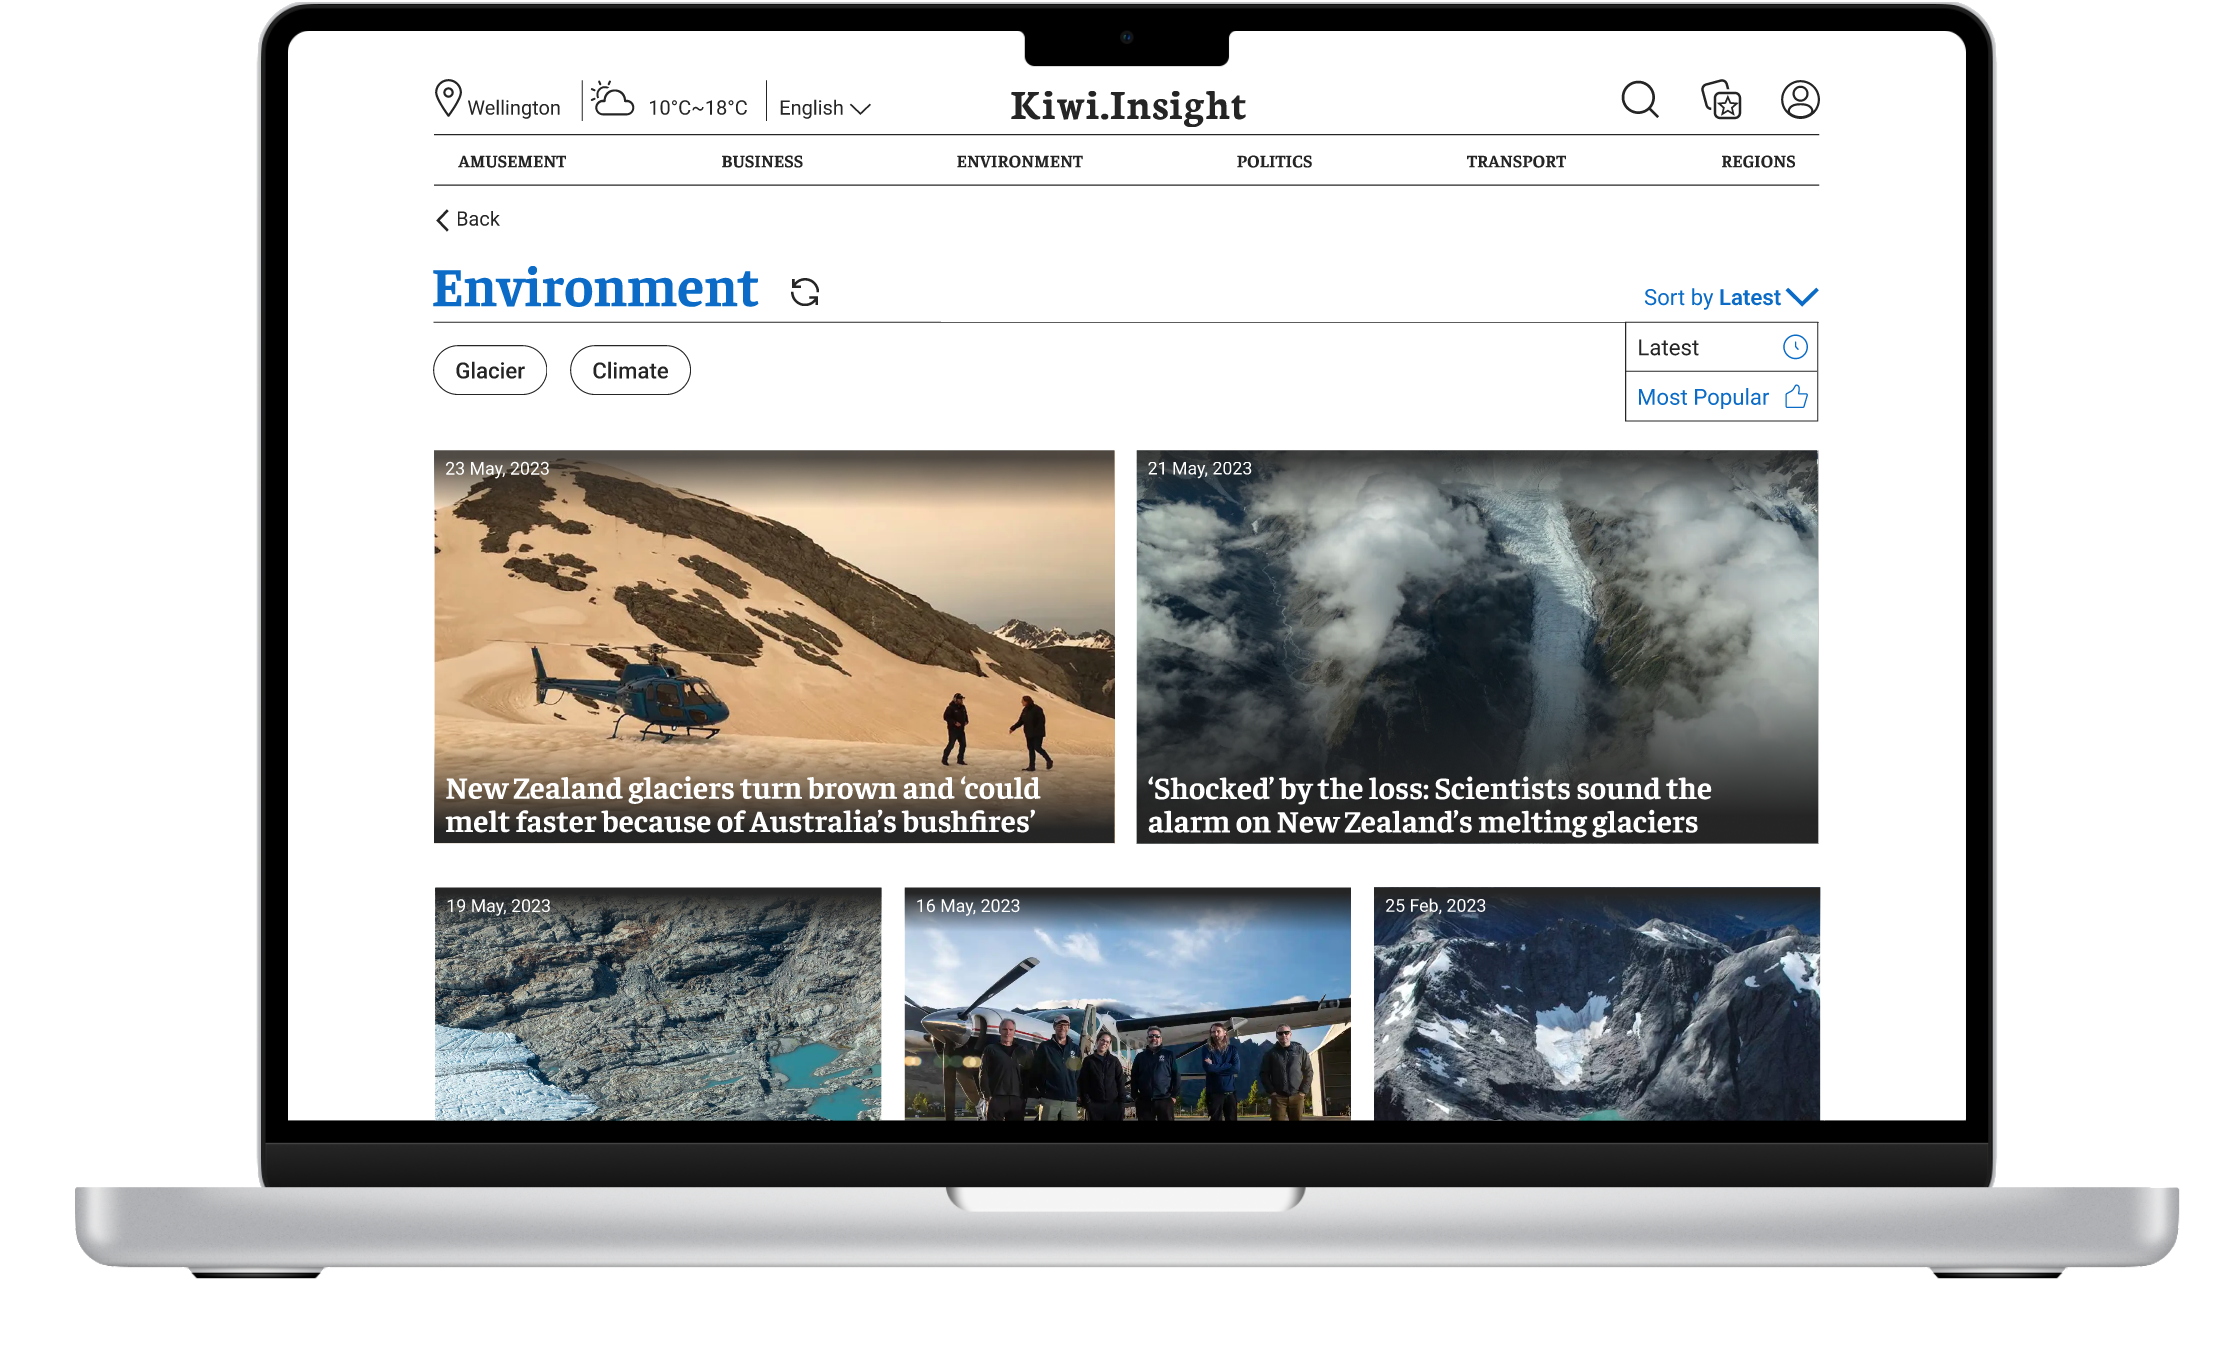 Wellington
10°C~18°C
English
Kiwi.Insight
AMUSEMENT
BUSINESS
ENVIRONMENT
POLITICS
TRANSPORT
REGIONS
Back
Environment
Sort by Latest
Latest
Most Popular
Glacier
Climate
23 May, 2023
New Zealand glaciers turn brown and ‘could
melt faster because of Australia’s bushfires’
21 May, 2023
‘Shocked’ by the loss: Scientists sound the
alarm on New Zealand’s melting glaciers
19 May, 2023
16 May, 2023
25 Feb, 2023